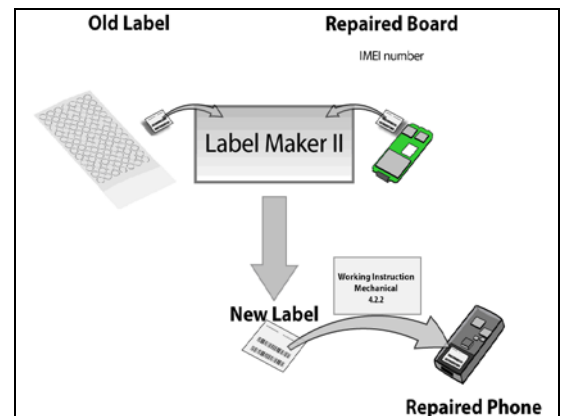 Old Label
Repaired Board
IMEI number
Label Maker II
Working Instruction
Mechanical
4.2.2
New Label
Repaired Phone